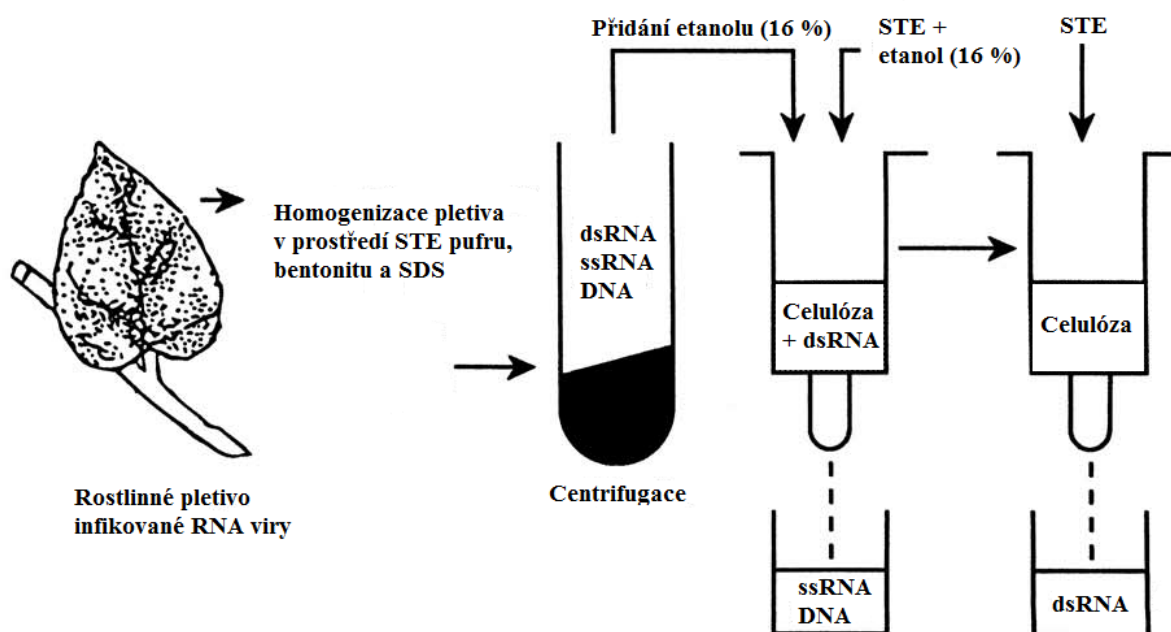 Přidání etanolu (16 %)
STE +
etanol (16 %)
STE
Homogenizace pletiva
v prostředí STE pufru,
bentonitu a SDS
dsRNA
ssRNA
DNA
Celulóza
+ dsRNA
Celulóza
Rostlinné pletivo
infikované RNA viry
Centrifugace
ssRNA
DNA
dsRNA